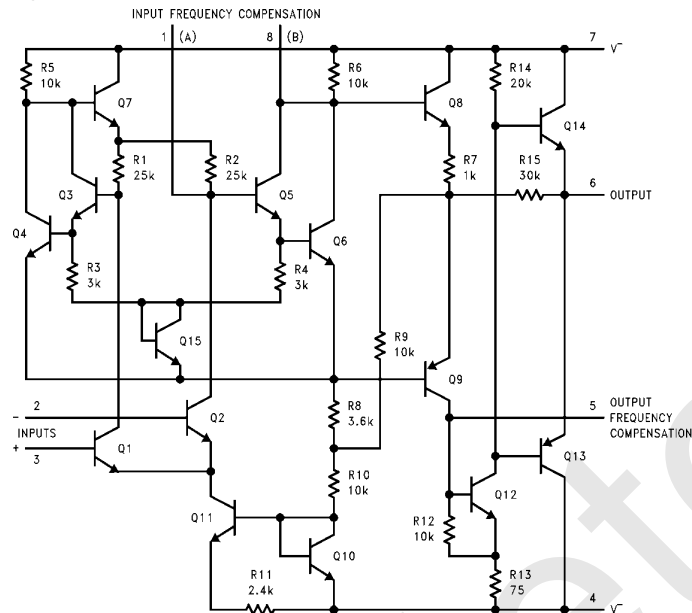 INPUT FREQUENCY COMPENSATION
1 (A) 8 (B) 7 V−
R5 10k
Q7
R6 10k
Q8
R14 20k
Q14
R1 25k
R2 25k
R7 1k
R15 30k
6 OUTPUT
Q3
Q5
Q4
Q6
R3 3k
R4 3k
Q15
R9 10k
Q9
5 OUTPUT FREQUENCY COMPENSATION
− 2
Q2
R8 3.6k
INPUTS
+ 3
Q1
Q13
R10 10k
Q12
Q11
R12 10k
Q10
R11 2.4k
R13 75
4 V−